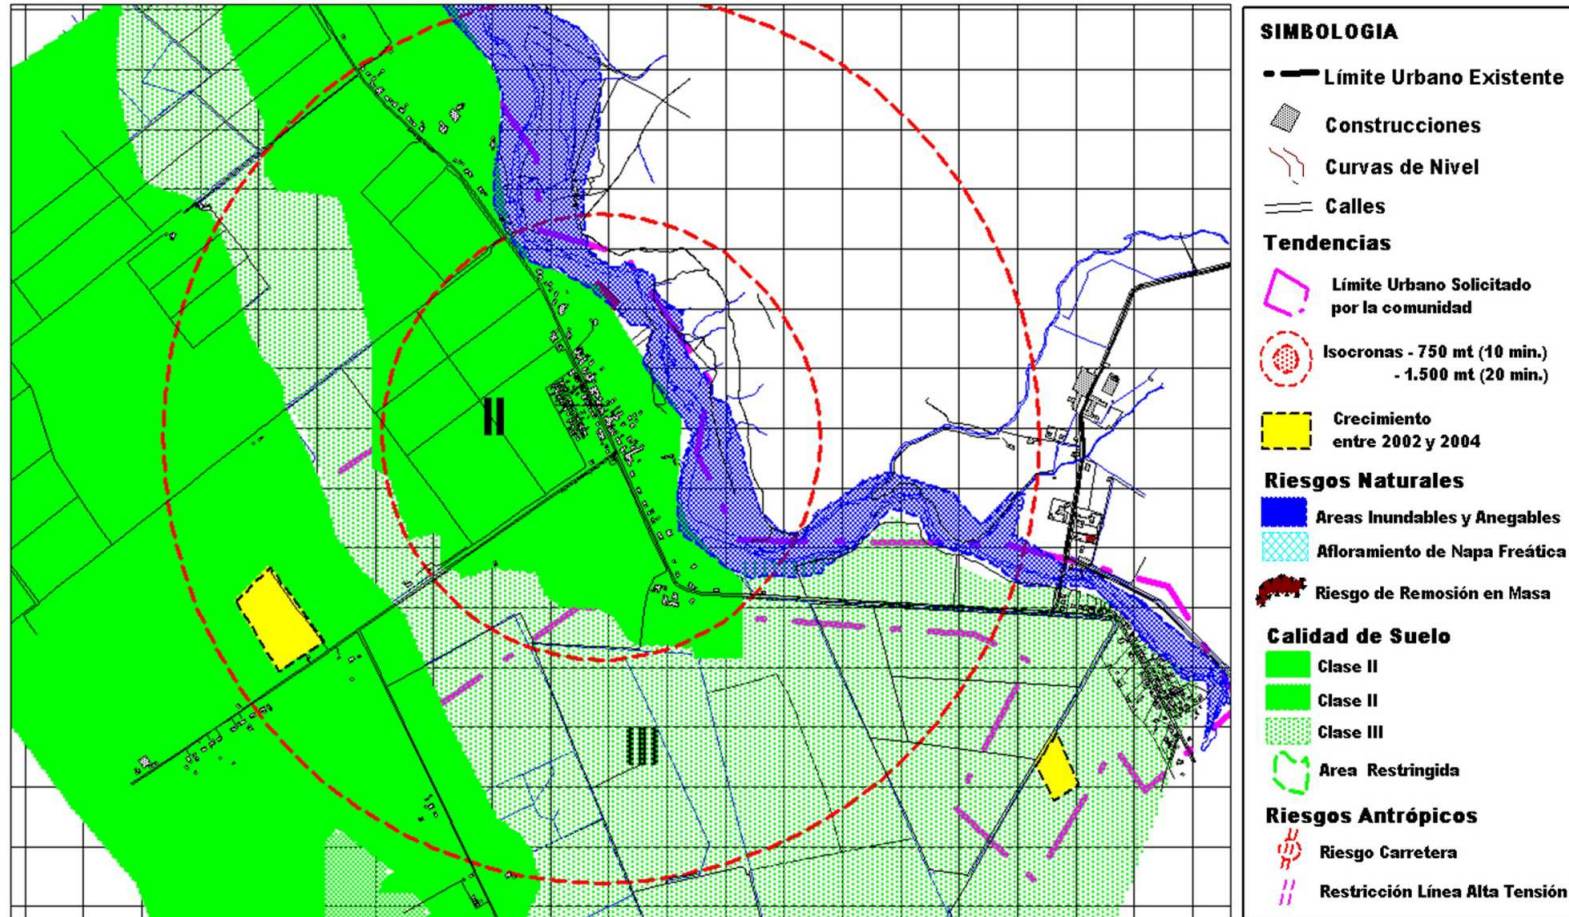 II
III
SIMBOLOGIA
Límite Urbano Existente
Construcciones
Curvas de Nivel
Calles
Tendencias
Límite Urbano Solicitado
por la comunidad
Isocronas - 750 mt (10 min.)
- 1.500 mt (20 min.)
Crecimiento
entre 2002 y 2004
Riesgos Naturales
Areas Inundables y Anegables
Afloramiento de Napa Freática
Riesgo de Remosión en Masa
Calidad de Suelo
Clase II
Clase II
Clase III
Area Restringida
Riesgos Antrópicos
Riesgo Carretera
Restricción Línea Alta Tensión